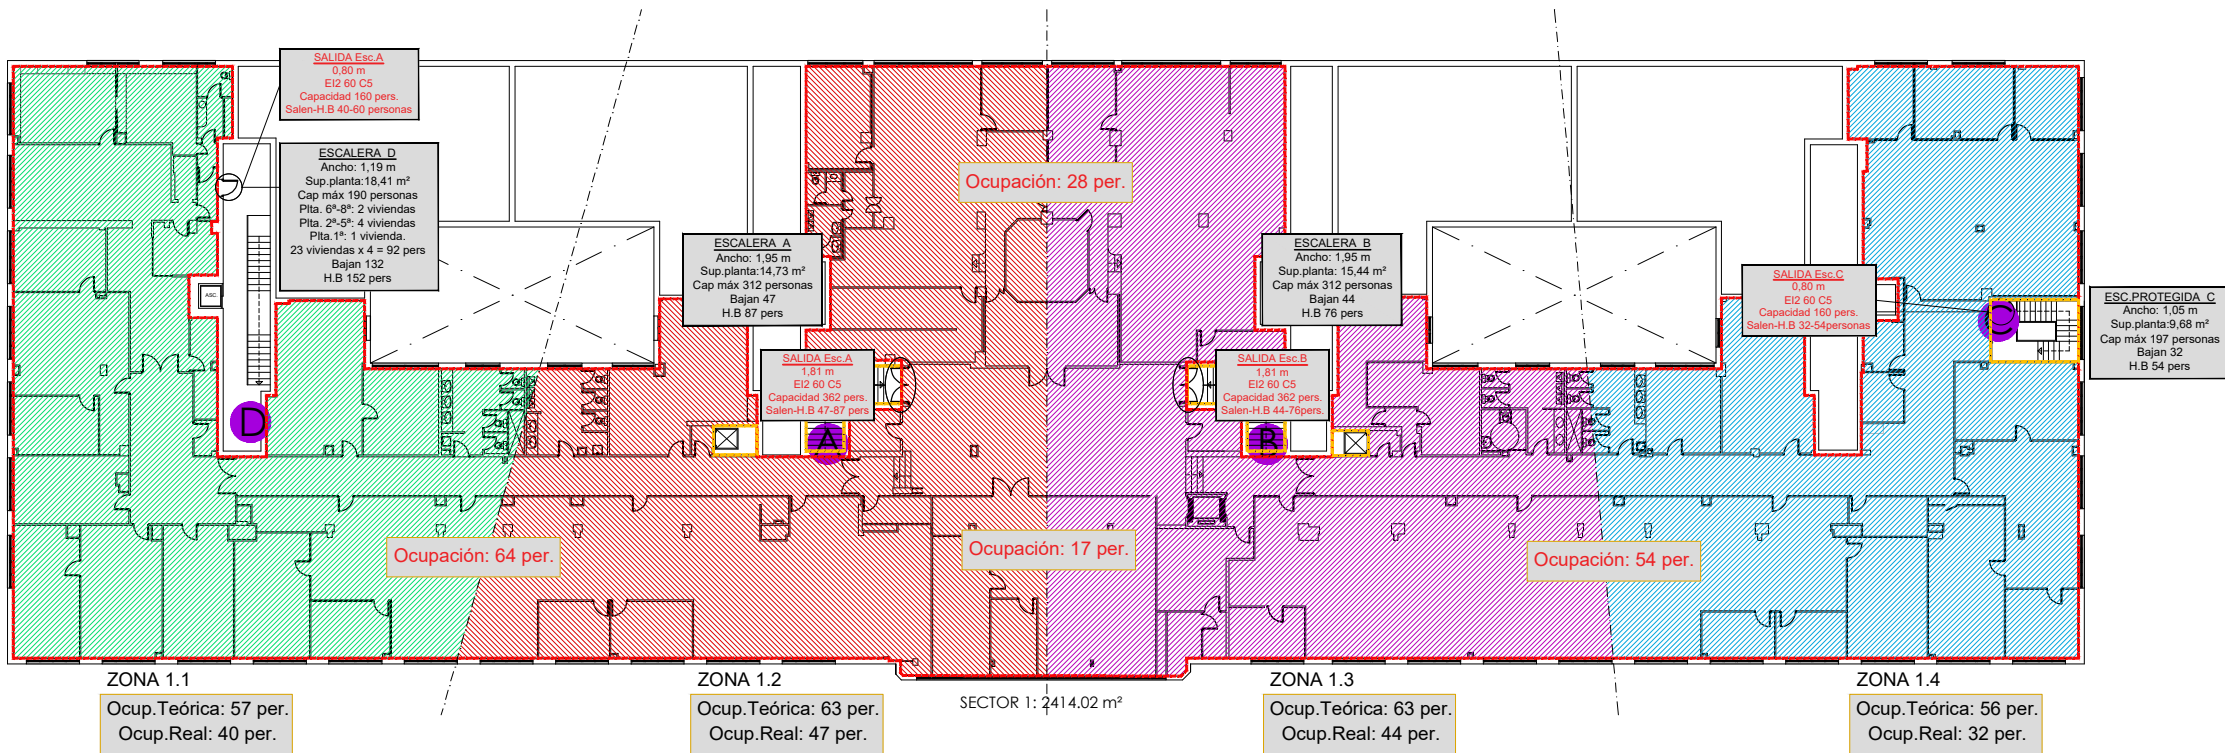 SALIDA Esc.A
0,80 m
EI2 60 C5
Capacidad 160 pers.
Salen-H.B 40-60 personas
ESCALERA D
Ancho: 1,19 m
Sup.planta:18,41 m²
Cap máx 190 personas
Plta. 6ª-8ª: 2 viviendas
Plta. 2ª-5ª: 4 viviendas
Plta.1ª: 1 vivienda.
23 viviendas x 4 = 92 pers
Bajan 132
H.B 152 pers
ASC.
D
ESCALERA A
Ancho: 1,95 m
Sup.planta:14,73 m²
Cap máx 312 personas
Bajan 47
H.B 87 pers
SALIDA Esc.A
1,81 m
EI2 60 C5
Capacidad 362 pers.
Salen-H.B 47-87 pers
A
Ocupación: 28 per.
ESCALERA B
Ancho: 1,95 m
Sup.planta: 15,44 m²
Cap máx 312 personas
Bajan 44
H.B 76 pers
SALIDA Esc.B
1,81 m
EI2 60 C5
Capacidad 362 pers.
Salen-H.B 44-76pers.
B
SALIDA Esc.C
0,80 m
EI2 60 C5
Capacidad 160 pers.
Salen-H.B 32-54personas
C
ESC.PROTEGIDA C
Ancho: 1,05 m
Sup.planta:9,68 m²
Cap máx 197 personas
Bajan 32
H.B 54 pers
Ocupación: 64 per.
Ocupación: 17 per.
Ocupación: 54 per.
ZONA 1.1
Ocup.Teórica: 57 per.
Ocup.Real: 40 per.
ZONA 1.2
Ocup.Teórica: 63 per.
Ocup.Real: 47 per.
SECTOR 1: 2414.02 m²
ZONA 1.3
Ocup.Teórica: 63 per.
Ocup.Real: 44 per.
ZONA 1.4
Ocup.Teórica: 56 per.
Ocup.Real: 32 per.